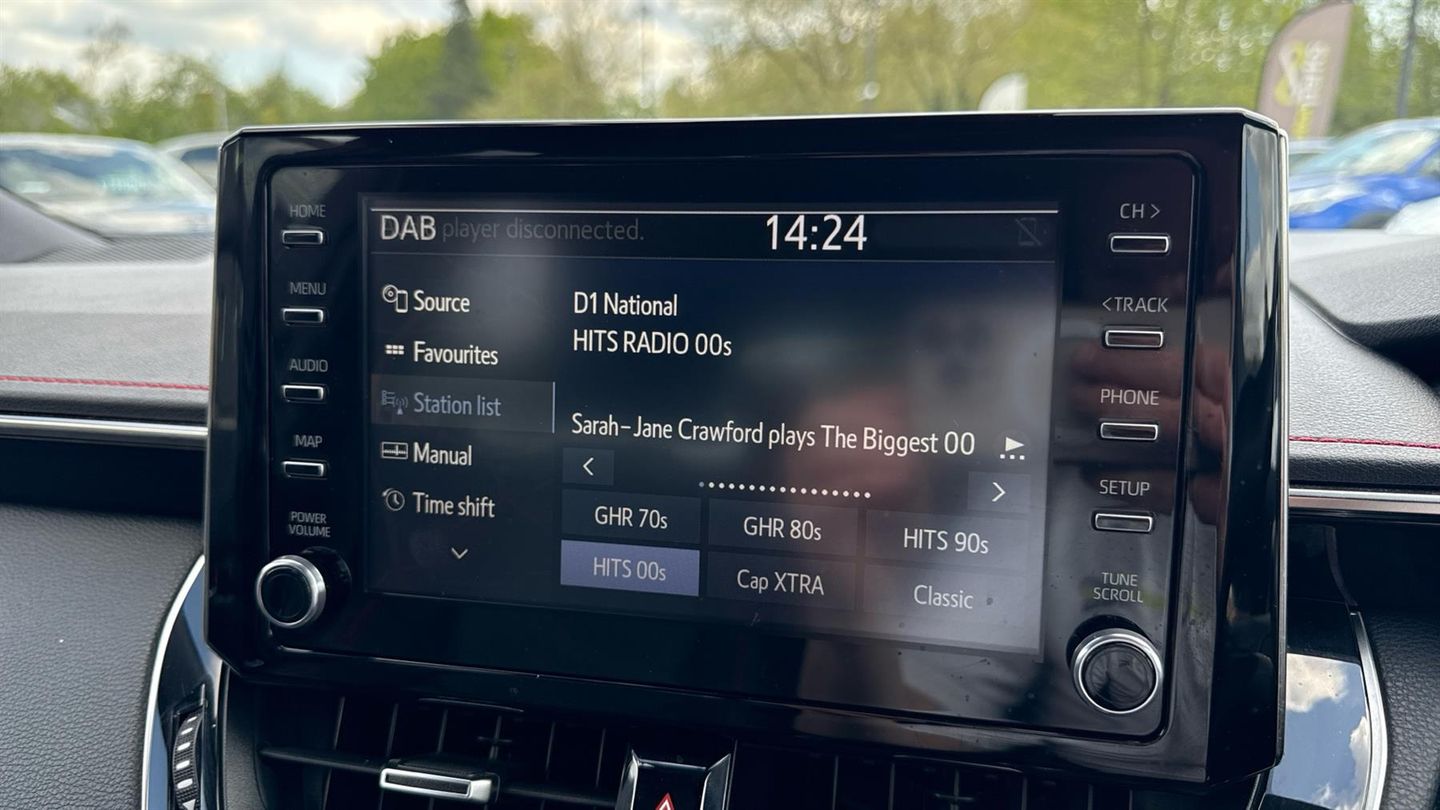 HOME
MENU
AUDIO
MAP
POWER
VOLUME
DAB player disconnected.
14:24
Source
Favourites
Station list
Manual
Time shift
D1 National
HITS RADIO 00s
Sarah-Jane Crawford plays The Biggest 00
GHR 70s
GHR 80s
HITS 90s
HITS 00s
Cap XTRA
Classic
CH >
< TRACK
PHONE
SETUP
TUNE
SCROLL